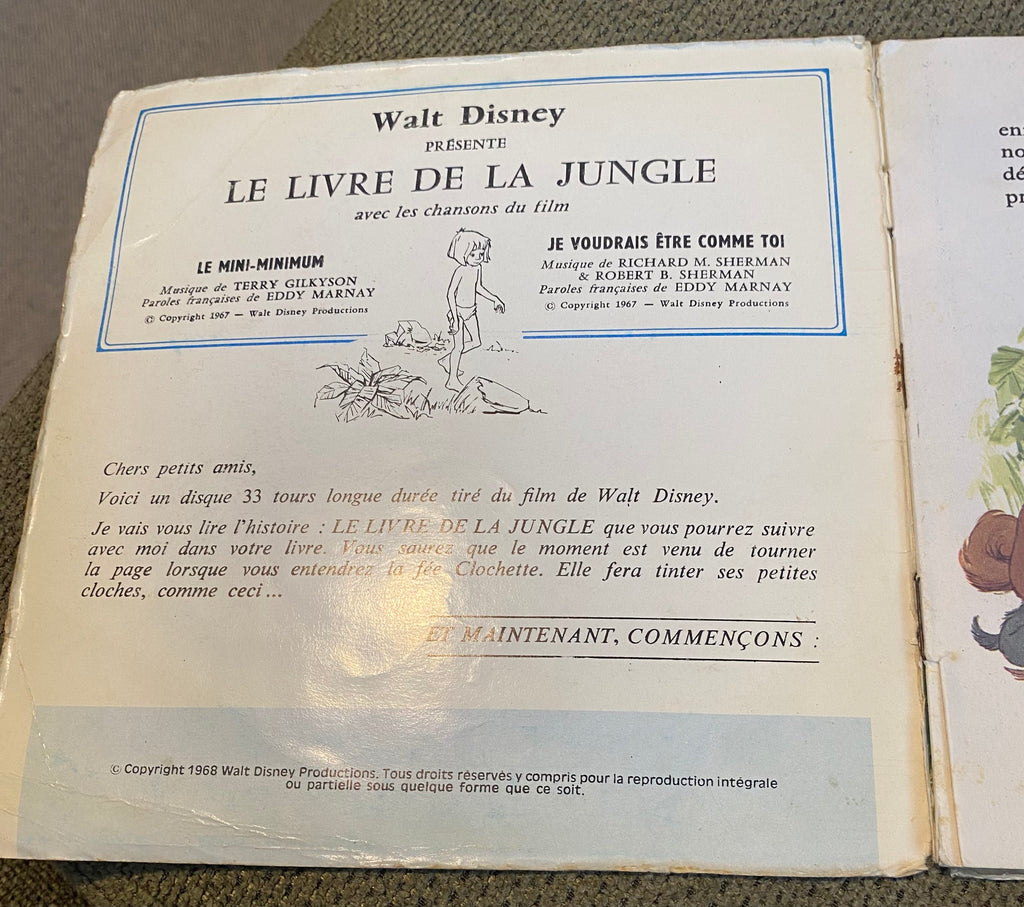 Walt Disney
PRÉSENTE
LE LIVRE DE LA JUNGLE
avec les chansons du film
LE MINI-MINIMUM
Musique de TERRY GILKYSON
Paroles françaises de EDDY MARNAY
© Copyright 1967 — Walt Disney Productions
JE VOUDRAIS ÊTRE COMME TOI
Musique de RICHARD M. SHERMAN
& ROBERT B. SHERMAN
Paroles françaises de EDDY MARNAY
© Copyright 1967 — Walt Disney Productions
Chers petits amis,
Voici un disque 33 tours longue durée tiré du film de Walt Disney.
Je vais vous lire l'histoire : LE LIVRE DE LA JUNGLE que vous pourrez suivre
avec moi dans votre livre. Vous saurez que le moment est venu de tourner
la page lorsque vous entendrez la fée Clochette. Elle fera tinter ses petites
cloches, comme ceci...
ET MAINTENANT, COMMENÇONS :
© Copyright 1968 Walt Disney Productions. Tous droits réservés y compris pour la reproduction intégrale
ou partielle sous quelque forme que ce soit.